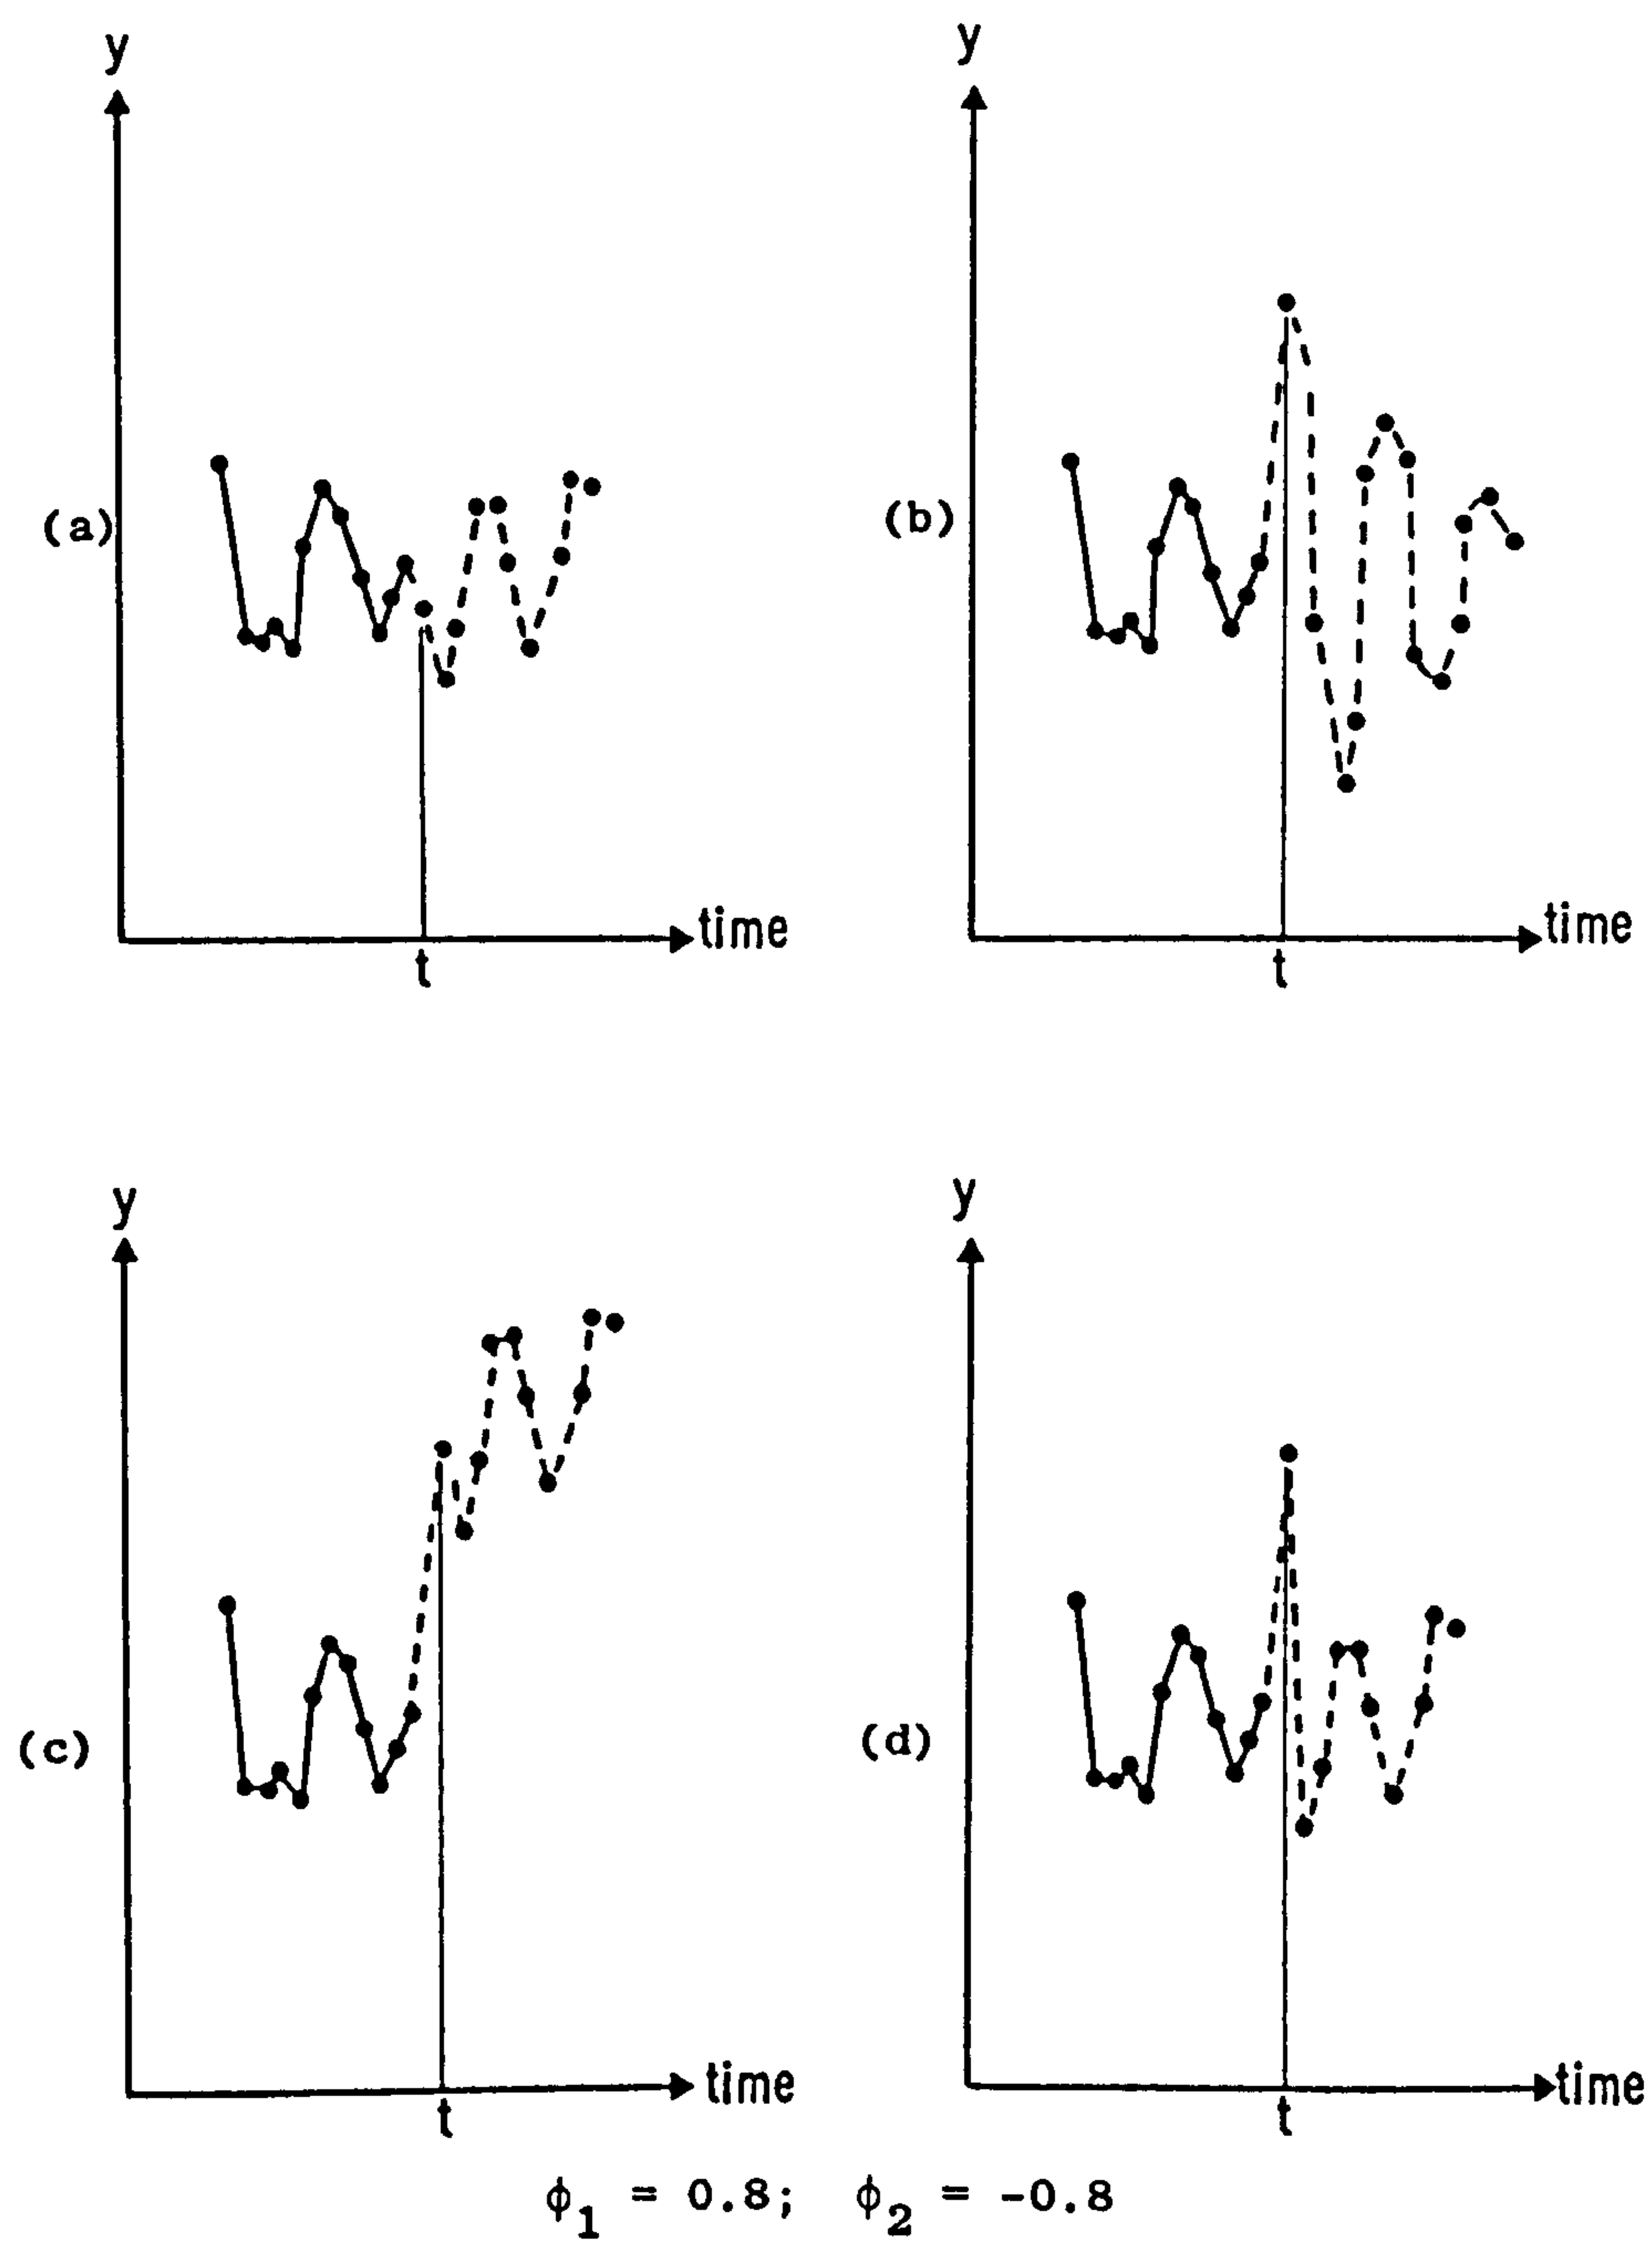 y
y
(a)
(b)
time
time
t
t
y
y
(c)
(d)
time
time
t
t
ϕ1 = 0.8; ϕ2 = -0.8